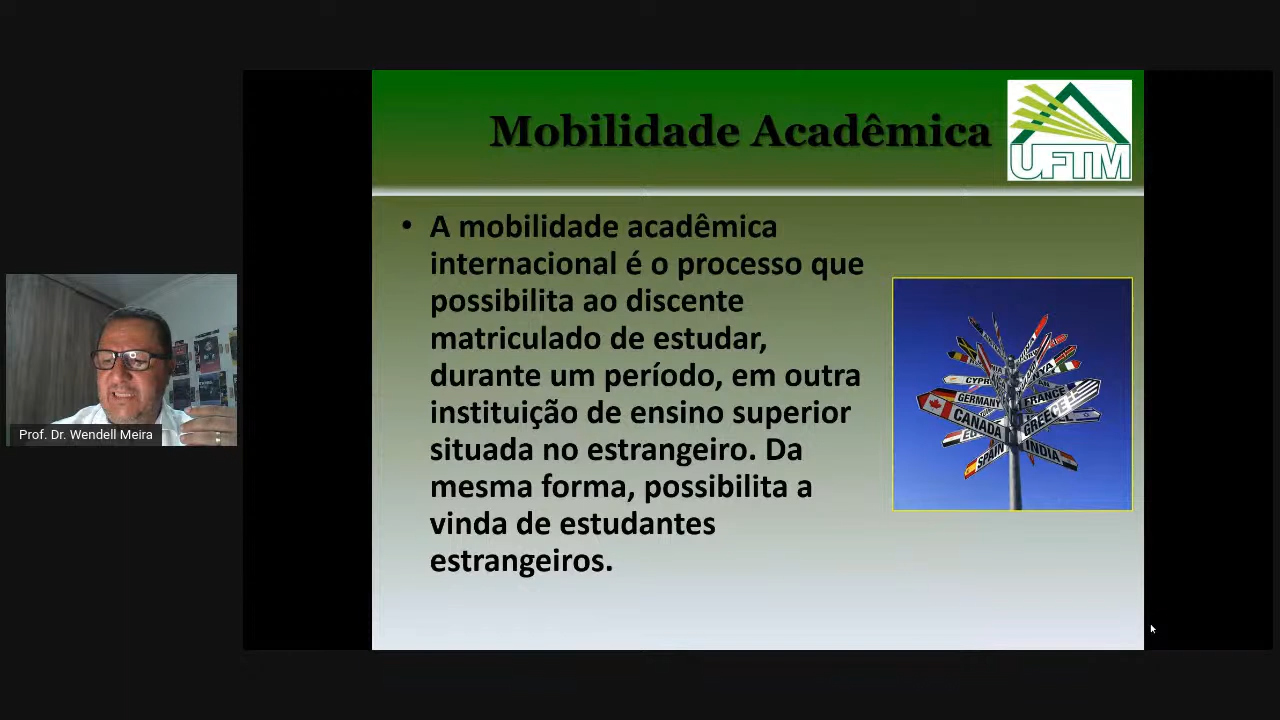 Mobilidade Acadêmica
UFTM
• A mobilidade acadêmica
internacional é o processo que
possibilita ao discente
matriculado de estudar,
durante um período, em outra
instituição de ensino superior
situada no estrangeiro. Da
mesma forma, possibilita a
vinda de estudantes
estrangeiros.
GERMANY
FRANCE
CANADA
GREECE
SPAIN
INDIA
Prof. Dr. Wendell Meira